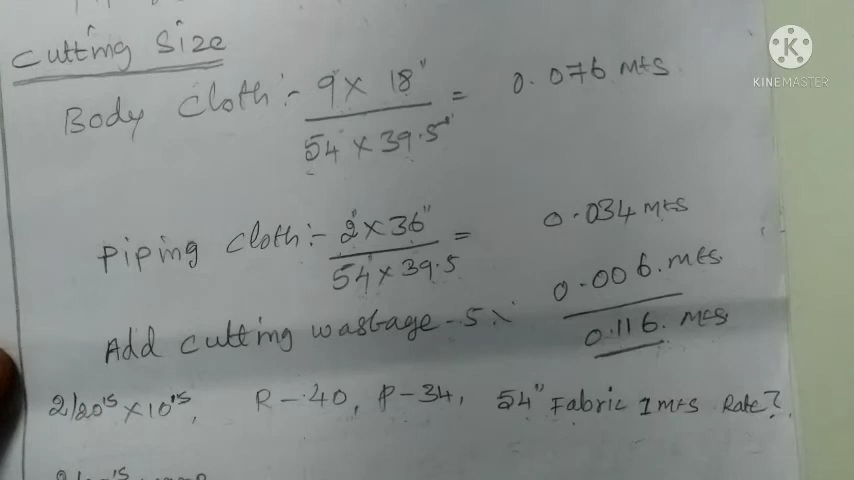 Cutting Size
KINEMASTER
Body Cloth:- 9" x 18" / 54" x 39.5" = 0.076 mts
Piping Cloth:- 2" x 36" / 54" x 39.5 = 0.034 mts
Add Cutting wastage - 5% 0.006. mts
0.116. mts
2/20'S x 10'S, R-40, P-34, 54" Fabric 1 mts Rate?